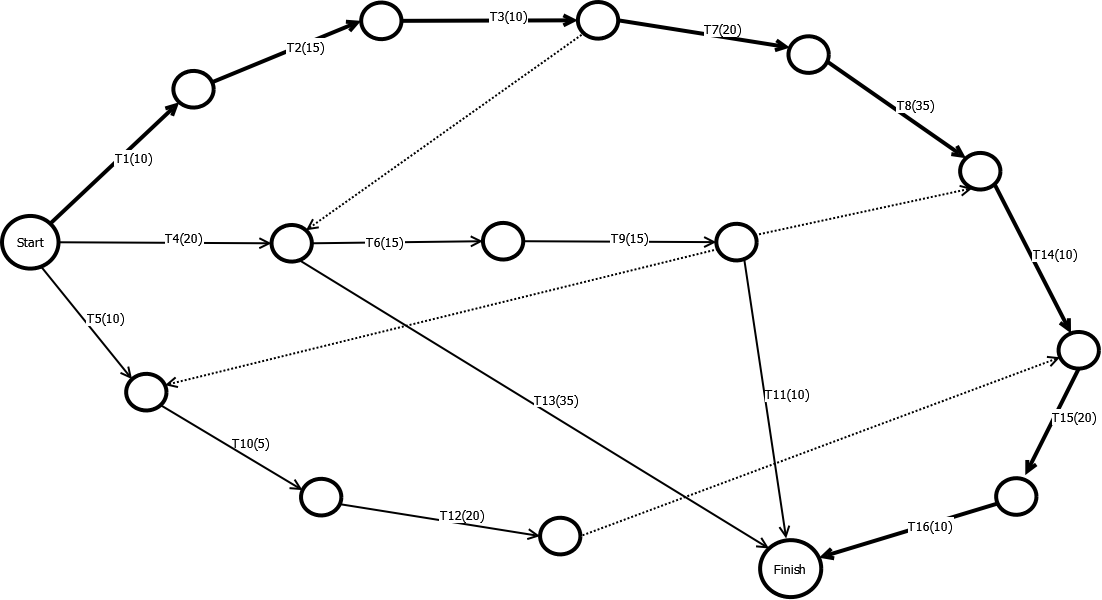 T3(10)
T7(20)
T2(15)
T8(35)
T1(10)
Start
T4(20)
T6(15)
T9(15)
T14(10)
T5(10)
T13(35)
T11(10)
T15(20)
T10(5)
T12(20)
T16(10)
Finish